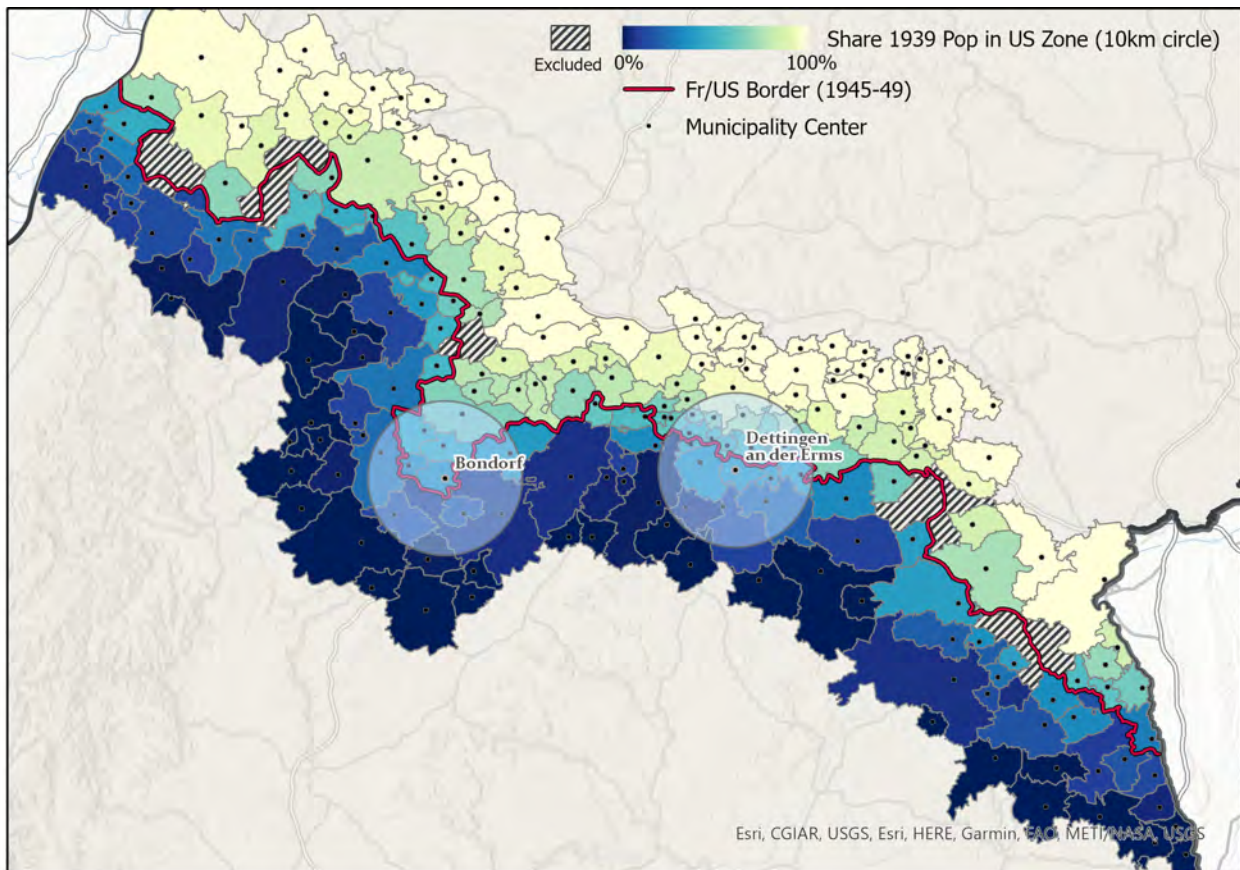 Share 1939 Pop in US Zone (10km circle)
Excluded
0%
100%
Fr/US Border (1945-49)
Municipality Center
Dettingen
an der Erms
Bondorf
Esri, CGIAR, USGS, Esri, HERE, Garmin, FAO, METI/NASA, USGS